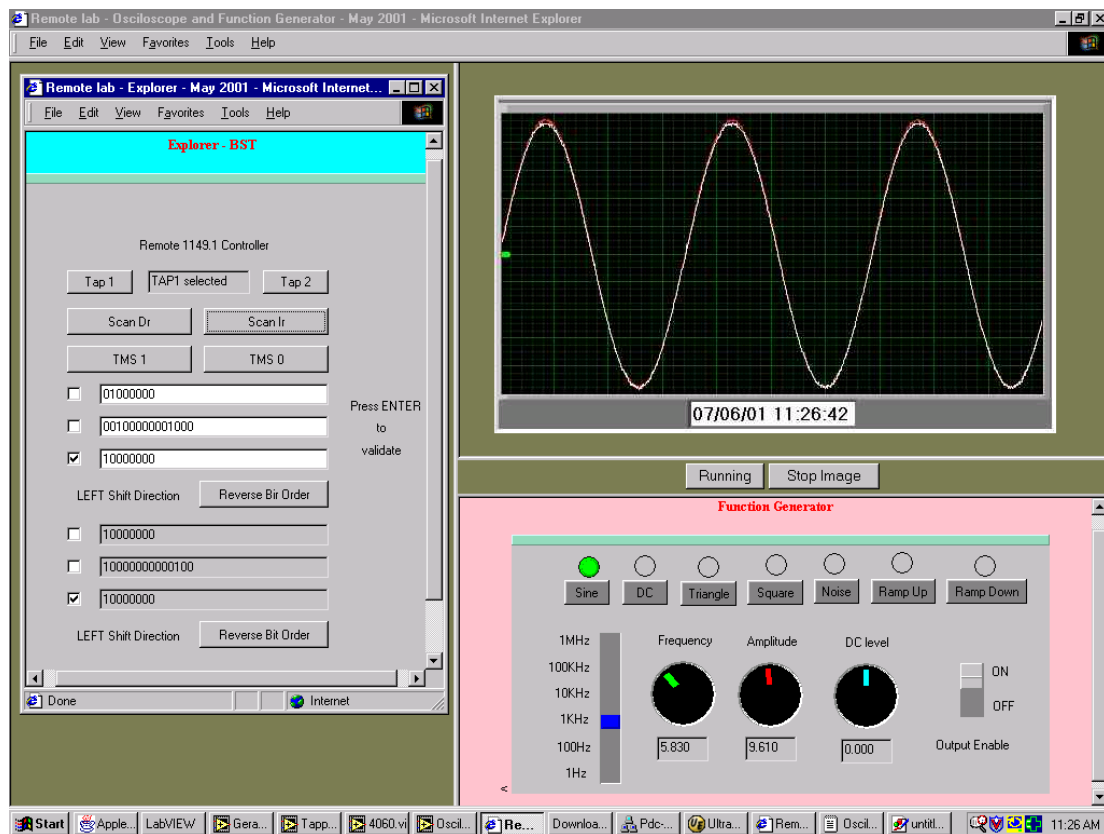 Remote lab - Osciloscope and Function Generator - May 2001 - Microsoft Internet Explorer
File Edit View Favorites Tools Help
Remote lab - Explorer - May 2001 - Microsoft Internet...
File Edit View Favorites Tools Help
Explorer - BST
Remote 1149.1 Controller
Tap 1 TAP1 selected Tap 2
Scan Dr Scan Ir
TMS 1 TMS 0
01000000
00100000001000
10000000
Press ENTER
to
validate
LEFT Shift Direction Reverse Bir Order
10000000
10000000000100
10000000
LEFT Shift Direction Reverse Bit Order
Done Internet
07/06/01 11:26:42
Running Stop Image
Function Generator
Sine DC Triangle Square Noise Ramp Up Ramp Down
1MHz
100KHz
10KHz
1KHz
100Hz
1Hz
Frequency Amplitude DC level
ON
OFF
5.830 9.610 0.000 Output Enable
<
Start Apple... LabVIEW Gera... Tapp... 4060.vi Oscil... Re... Downloa... Pdc-... Ultra... Rem... Oscil... untitl... 11:26 AM